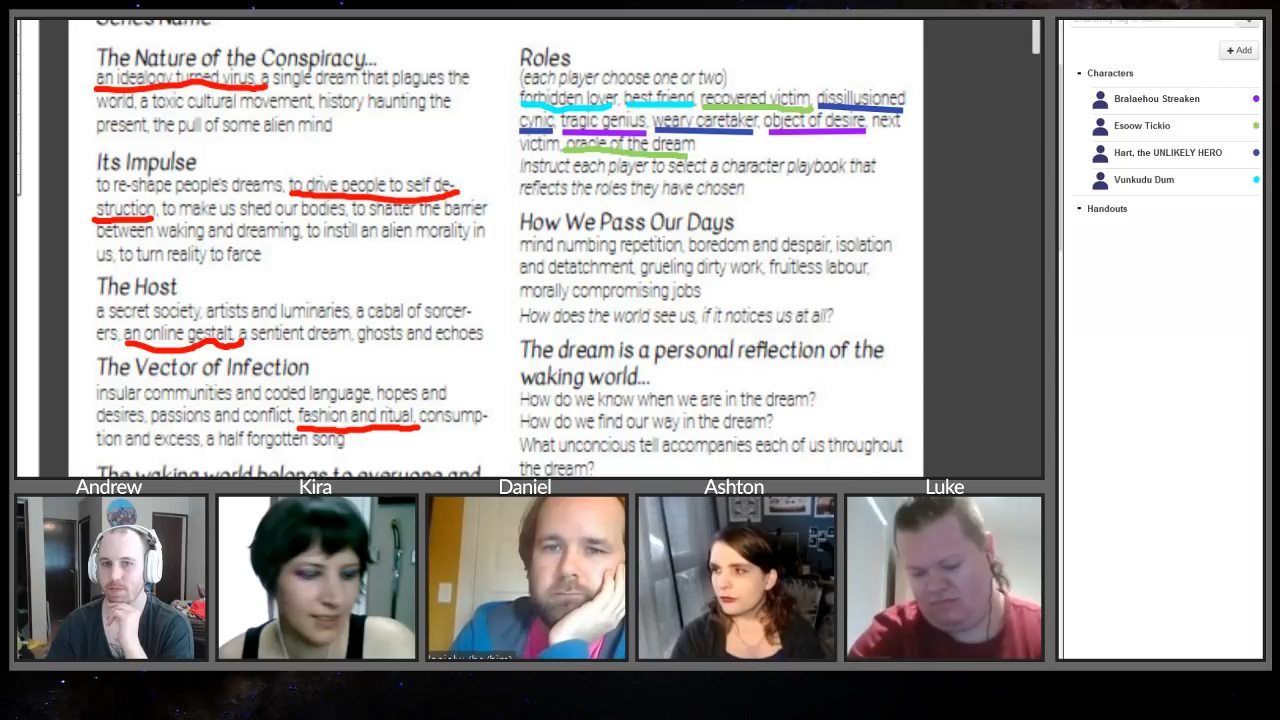 Series Name
The Nature of the Conspiracy...
an idealogy turned virus, a single dream that plagues the
world, a toxic cultural movement, history haunting the
present, the pull of some alien mind
Its Impulse
to re-shape people's dreams, to drive people to self de-
struction, to make us shed our bodies, to shatter the barrier
between waking and dreaming, to instill an alien morality in
us, to turn reality to farce
The Host
a secret society, artists and luminaries, a cabal of sorcer-
ers, an online gestalt, a sentient dream, ghosts and echoes
The Vector of Infection
insular communities and coded language, hopes and
desires, passions and conflict, fashion and ritual, consump-
tion and excess, a half forgotten song
The waking world belongs to everyone and
Roles
(each player choose one or two)
forbidden lover, best friend, recovered victim, dissillusioned
cynic, tragic genius, weary caretaker, object of desire, next
victim, oracle of the dream
Instruct each player to select a character playbook that
reflects the roles they have chosen
How We Pass Our Days
mind numbing repetition, boredom and despair, isolation
and detatchment, grueling dirty work, fruitless labour,
morally compromising jobs
How does the world see us, if it notices us at all?
The dream is a personal reflection of the
waking world...
How do we know when we are in the dream?
How do we find our way in the dream?
What unconcious tell accompanies each of us throughout
the dream?
+ Add
Characters
Bralaehou Streaken
Esoow Tickio
Hart, the UNLIKELY HERO
Vunkudu Dum
Handouts
Andrew
Kira
Daniel
Ashton
Luke